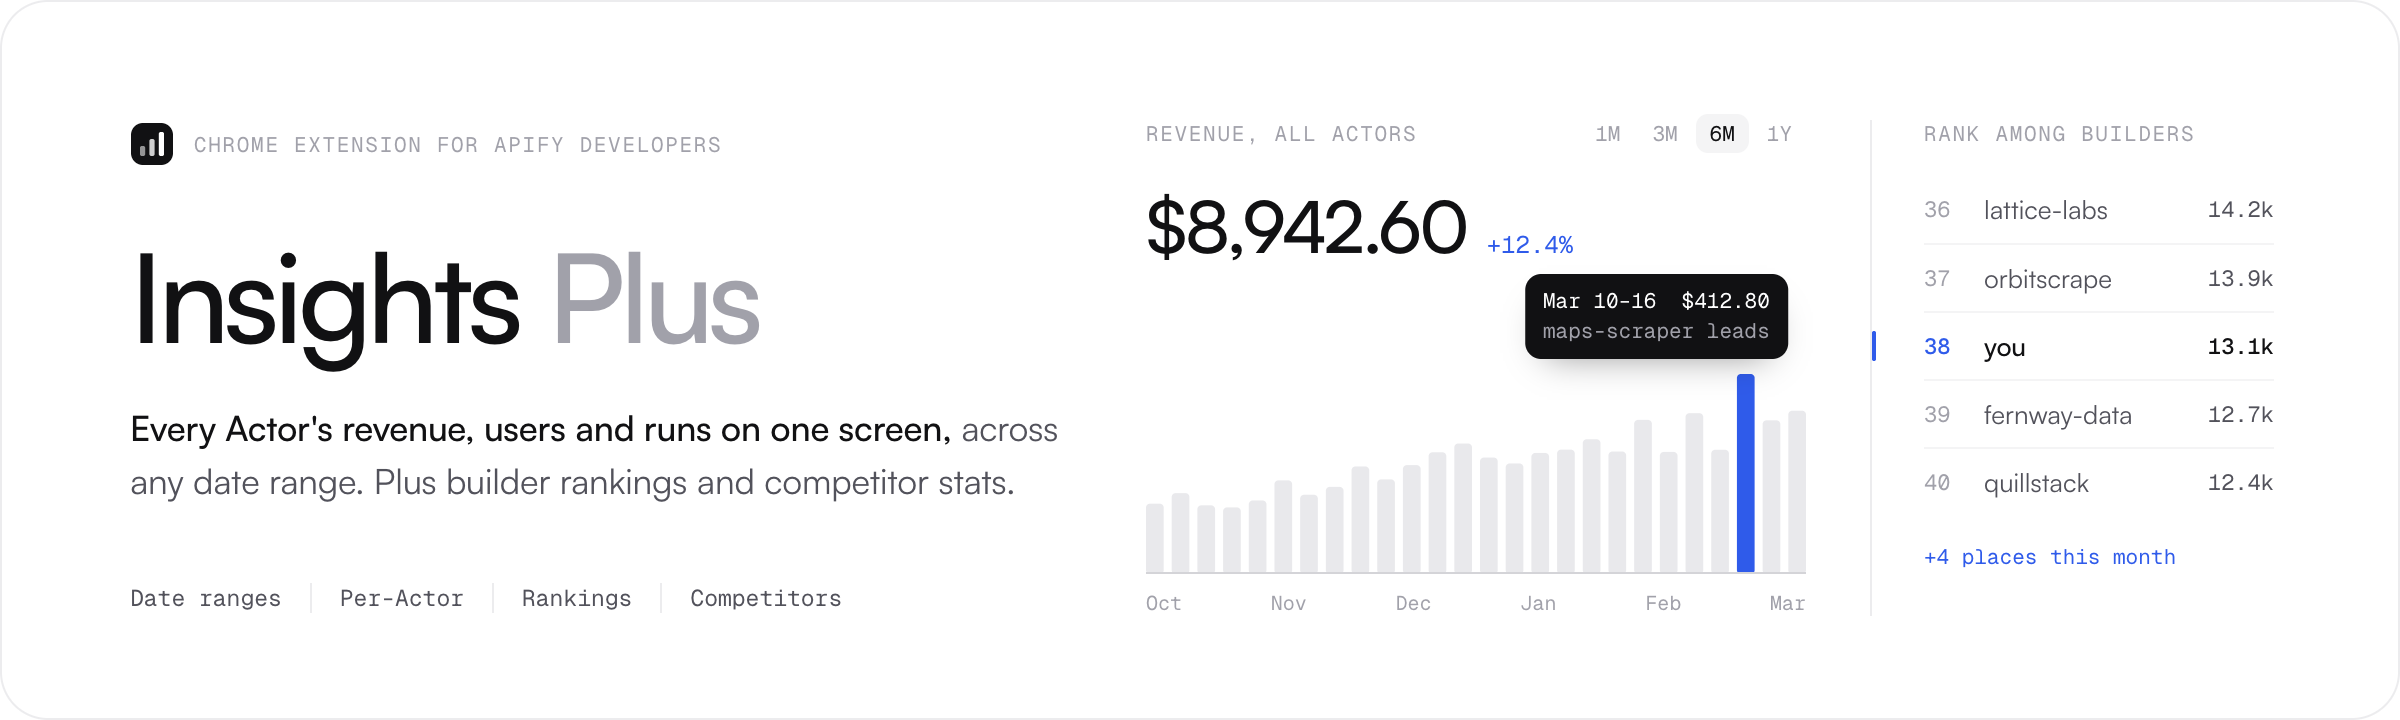 CHROME EXTENSION FOR APIFY DEVELOPERS
Insights Plus
Every Actor's revenue, users and runs on one screen, across
any date range. Plus builder rankings and competitor stats.
Date ranges
Per-Actor
Rankings
Competitors
REVENUE, ALL ACTORS
1M 3M 6M 1Y
$8,942.60 +12.4%
Mar 10-16 $412.80
maps-scraper leads
Oct Nov Dec Jan Feb Mar
RANK AMONG BUILDERS
36 lattice-labs 14.2k
37 orbitscrape 13.9k
38 you 13.1k
39 fernway-data 12.7k
40 quillstack 12.4k
+4 places this month